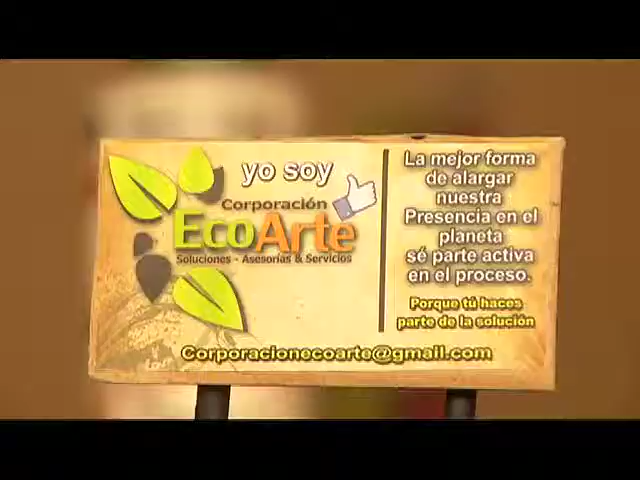 yo soy
Corporación
EcoArte
Soluciones - Asesorías & Servicios
La mejor forma
de alargar
nuestra
Presencia en el
planeta
sé parte activa
en el proceso.
Porque tú haces
parte de la solución
Corporacionecoarte@gmail.com